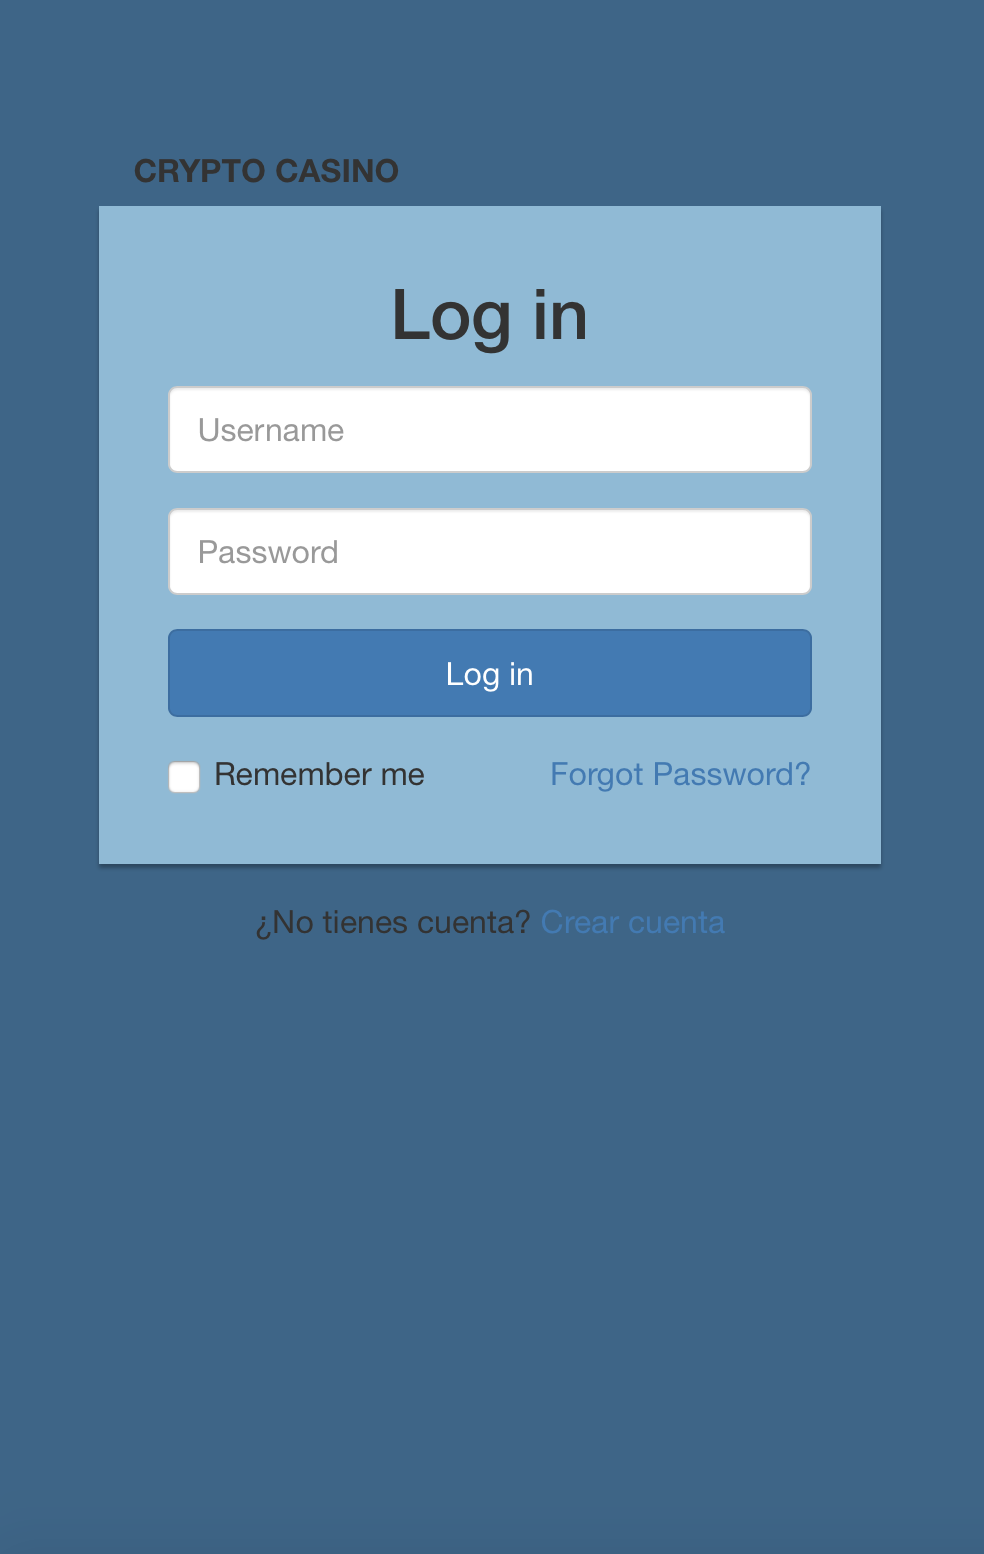 CRYPTO CASINO
Log in
Username
Password
Log in
Remember me Forgot Password?
¿No tienes cuenta? Crear cuenta